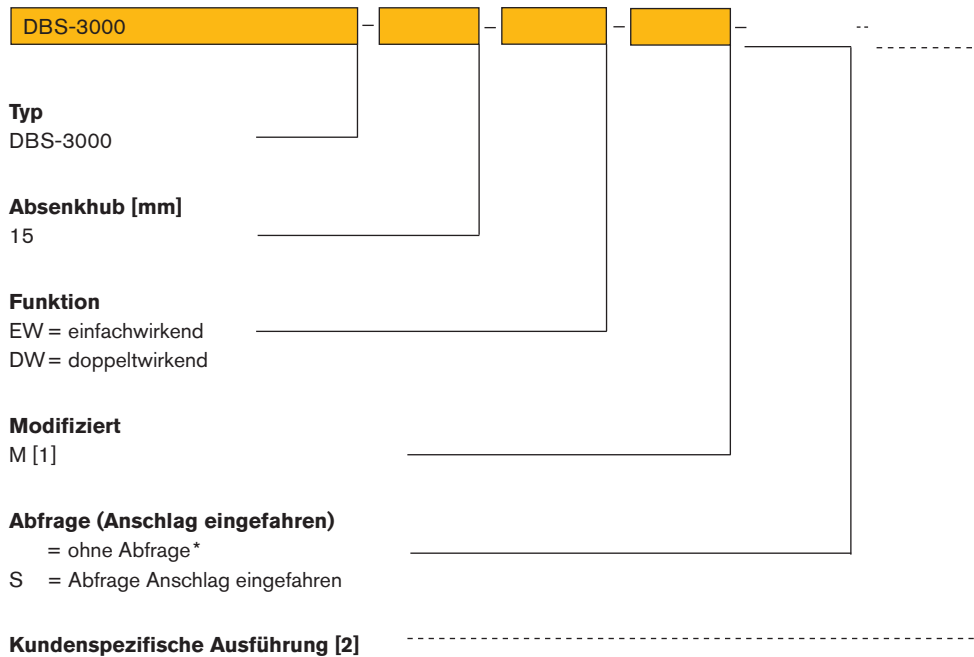 DBS-3000 – – – – --
Typ
DBS-3000
Absenkhub [mm]
15
Funktion
EW = einfachwirkend
DW = doppeltwirkend
Modifiziert
M [1]
Abfrage (Anschlag eingefahren)
= ohne Abfrage*
S = Abfrage Anschlag eingefahren
Kundenspezifische Ausführung [2]